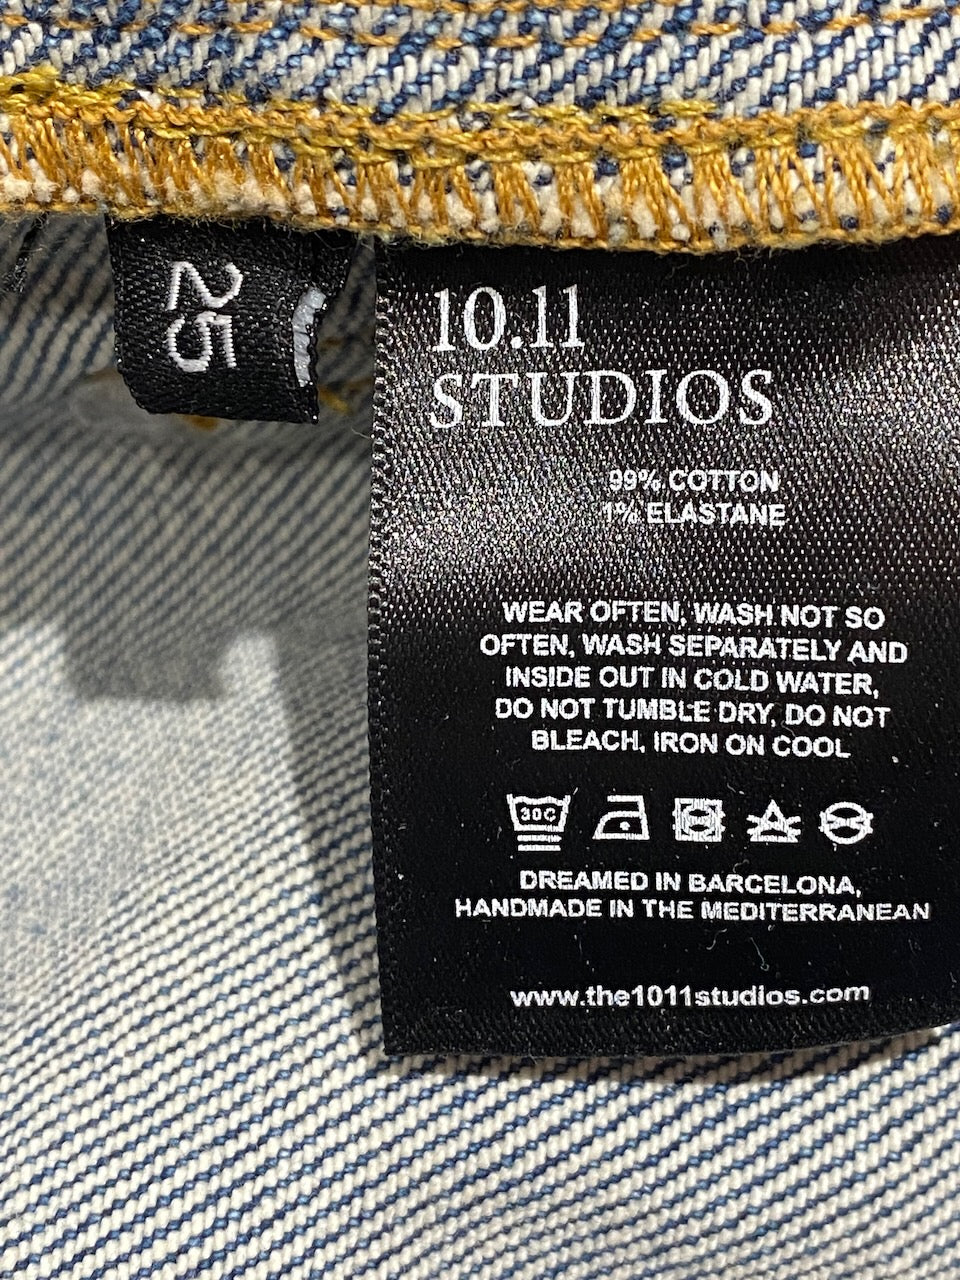 25
10.11
STUDIOS
99% COTTON
1% ELASTANE
WEAR OFTEN, WASH NOT SO
OFTEN, WASH SEPARATELY AND
INSIDE OUT IN COLD WATER,
DO NOT TUMBLE DRY, DO NOT
BLEACH, IRON ON COOL
30C
DREAMED IN BARCELONA,
HANDMADE IN THE MEDITERRANEAN
www.the1011studios.com